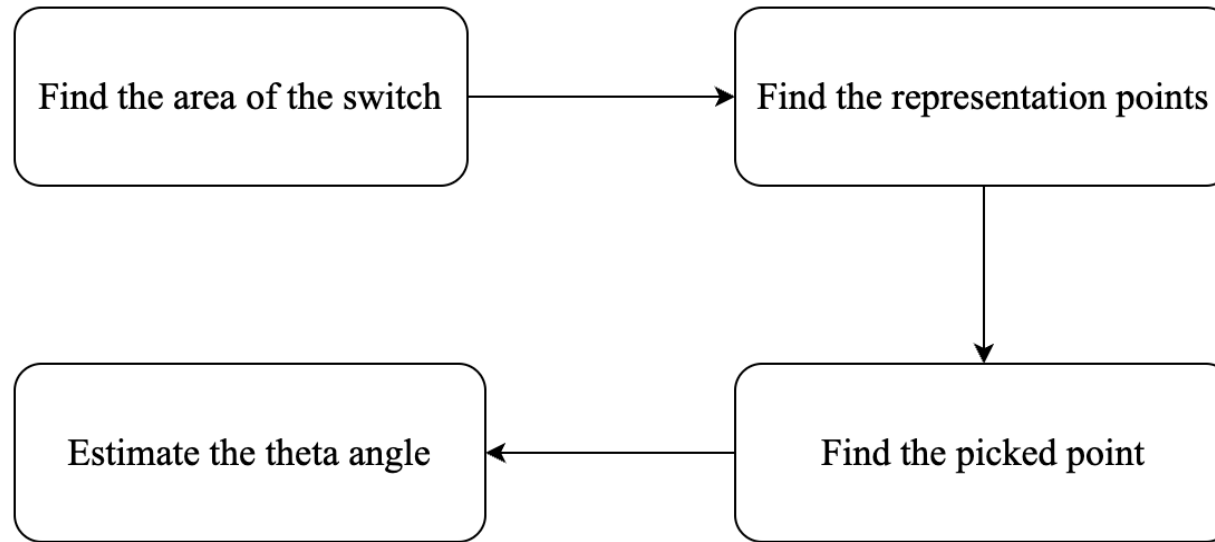 Find the area of the switch
Find the representation points
Find the picked point
Estimate the theta angle